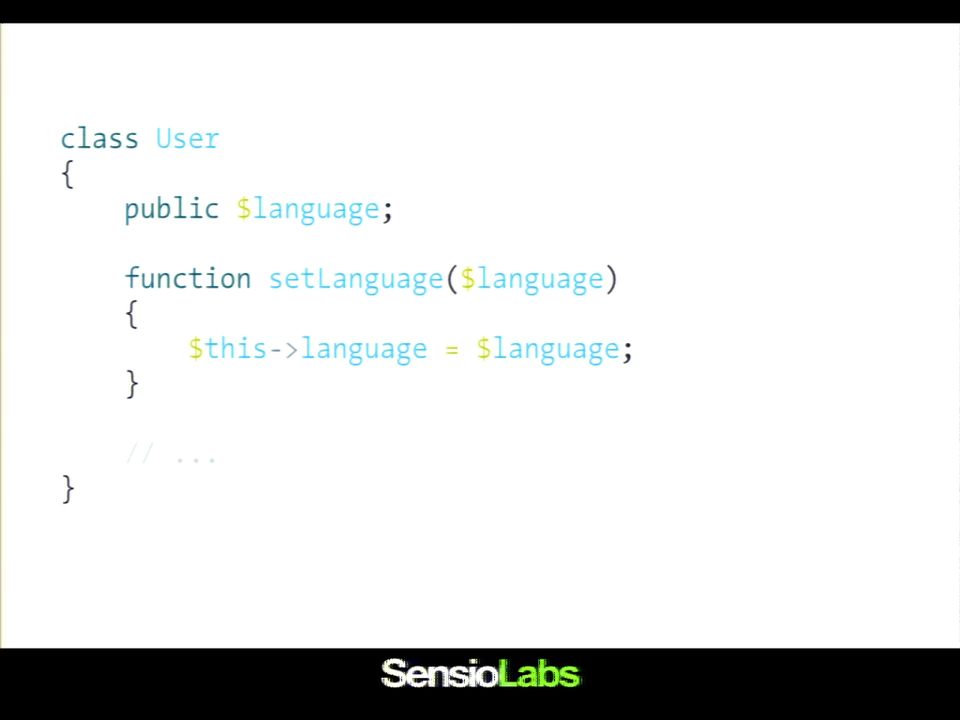 class User
{
    public $language;

    function setLanguage($language)
    {
        $this->language = $language;
    }

    // ...
}
SensioLabs